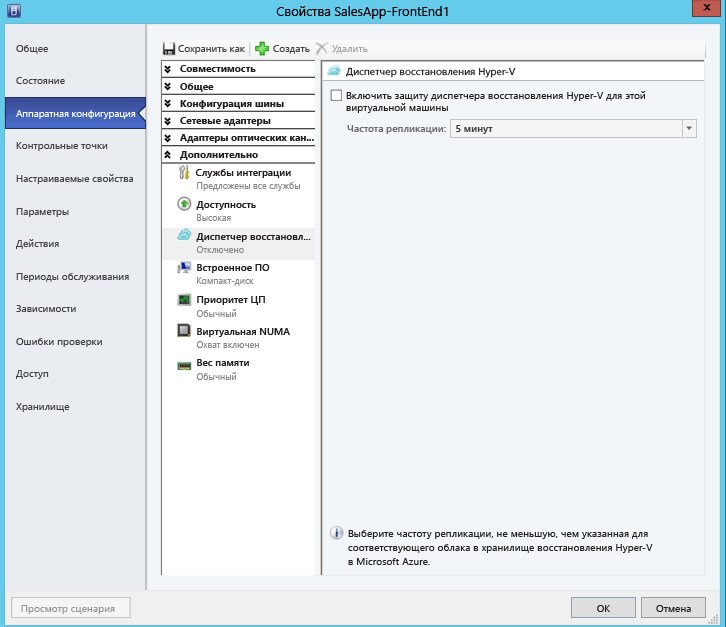 Свойства SalesApp-FrontEnd1
x
Общее
Состояние
Аппаратная конфигурация
Контрольные точки
Настраиваемые свойства
Параметры
Действия
Периоды обслуживания
Зависимости
Ошибки проверки
Доступ
Хранилище
Сохранить как
Создать
Удалить
Совместимость
Общее
Конфигурация шины
Сетевые адаптеры
Адаптеры оптических кан...
Дополнительно
Службы интеграции
Предложены все службы
Доступность
Высокая
Диспетчер восстановл...
Отключено
Встроенное ПО
Компакт-диск
Приоритет ЦП
Обычный
Виртуальная NUMA
Охват включен
Вес памяти
Обычный
Диспетчер восстановления Hyper-V
Включить защиту диспетчера восстановления Hyper-V для этой
виртуальной машины
Частота репликации: 5 минут
Выберите частоту репликации, не меньшую, чем указанная для
соответствующего облака в хранилище восстановления Hyper-V
в Microsoft Azure.
Просмотр сценария
ОК
Отмена